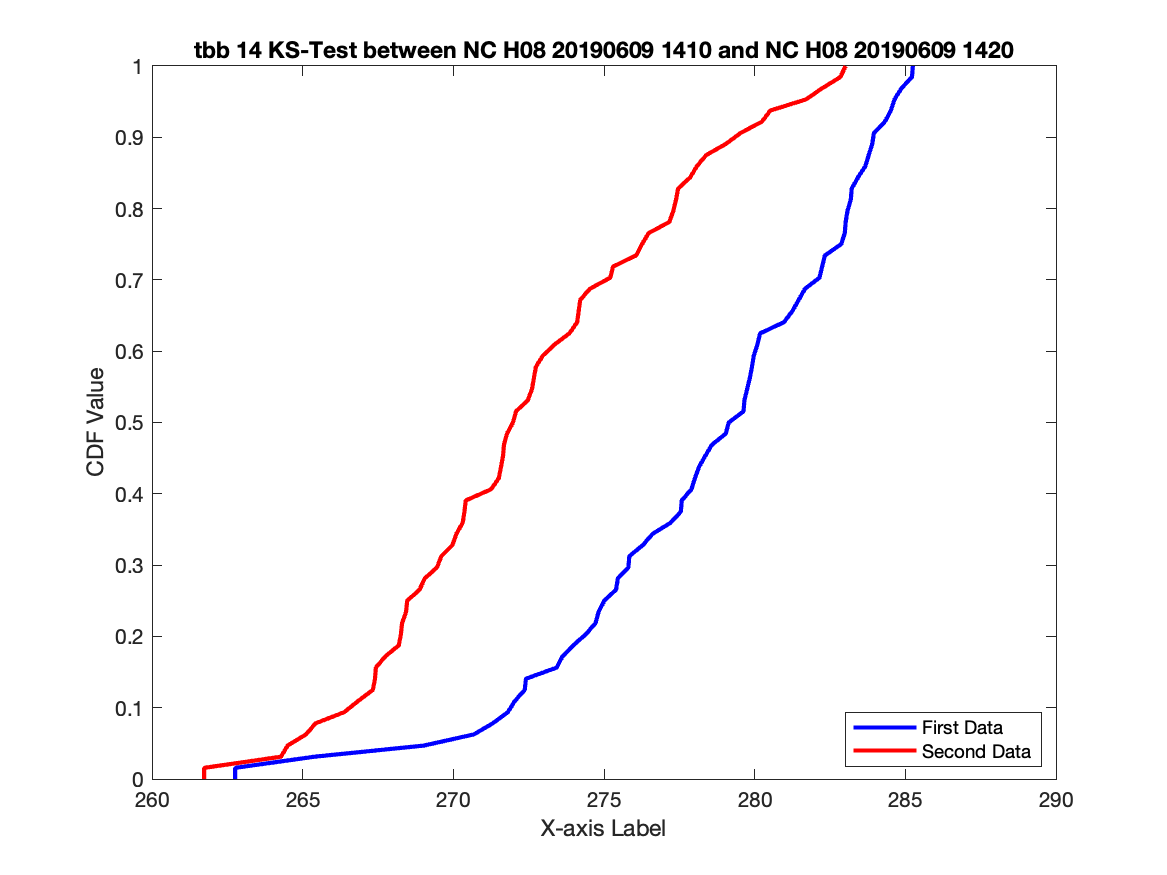 tbb 14 KS-Test between NC H08 20190609 1410 and NC H08 20190609 1420
1
0.9
0.8
0.7
0.6
0.5
0.4
0.3
0.2
0.1
0
CDF Value
260 265 270 275 280 285 290
X-axis Label
First Data
Second Data